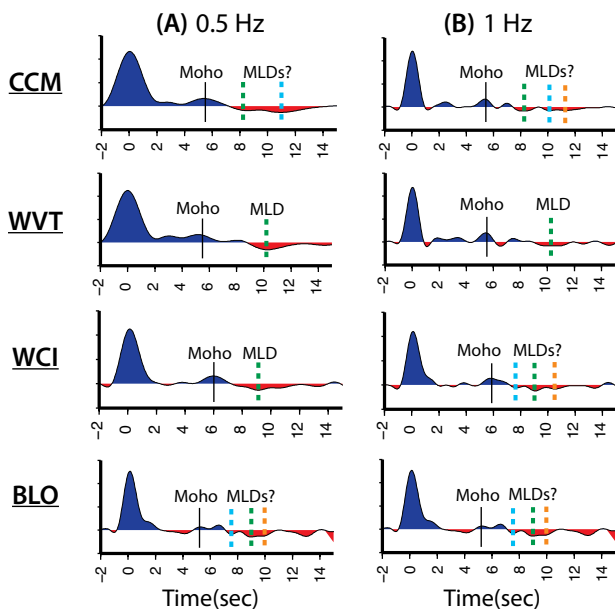 (A) 0.5 Hz (B) 1 Hz
CCM
Moho MLDs? Moho MLDs?
−2 0 2 4 6 8 10 12 14 −2 0 2 4 6 8 10 12 14
WVT
Moho MLD Moho MLD
−2 0 2 4 6 8 10 12 14 −2 0 2 4 6 8 10 12 14
WCI
Moho MLD Moho MLDs?
−2 0 2 4 6 8 10 12 14 −2 0 2 4 6 8 10 12 14
BLO
Moho MLDs? Moho MLDs?
−2 0 2 4 6 8 10 12 14 −2 0 2 4 6 8 10 12 14
Time(sec) Time(sec)